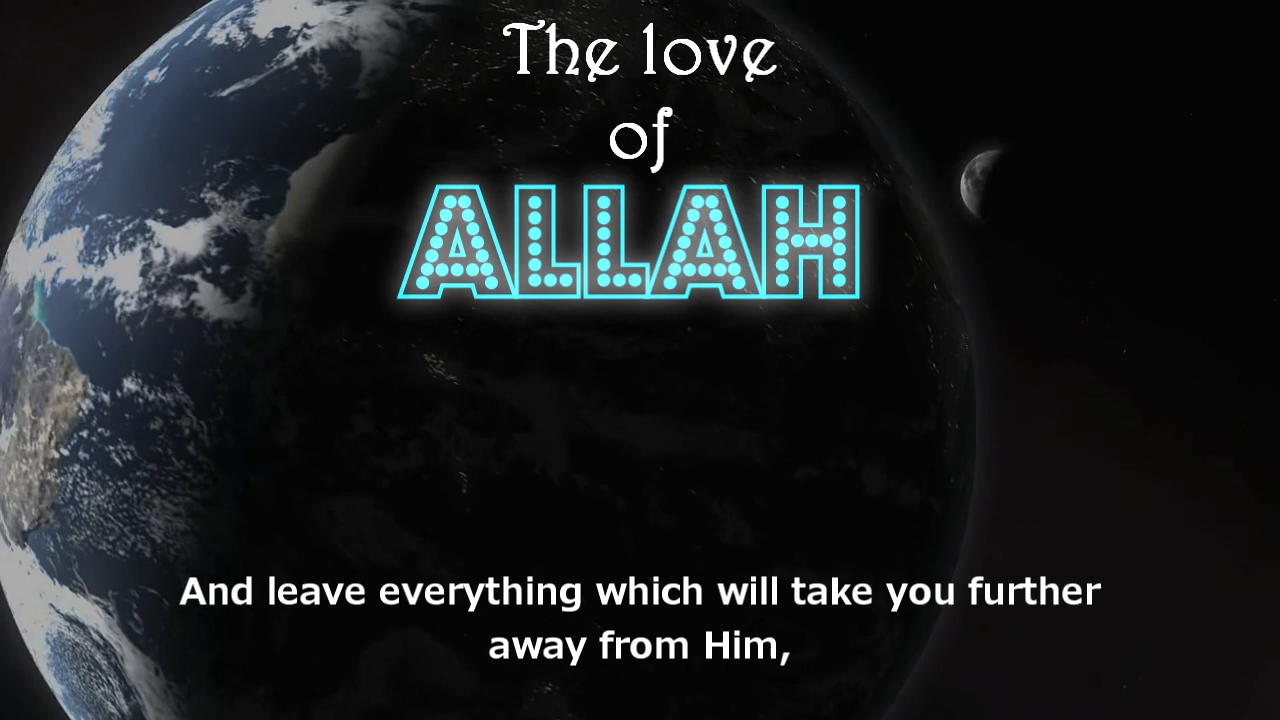 The love
of
ALLAH
And leave everything which will take you further
away from Him,